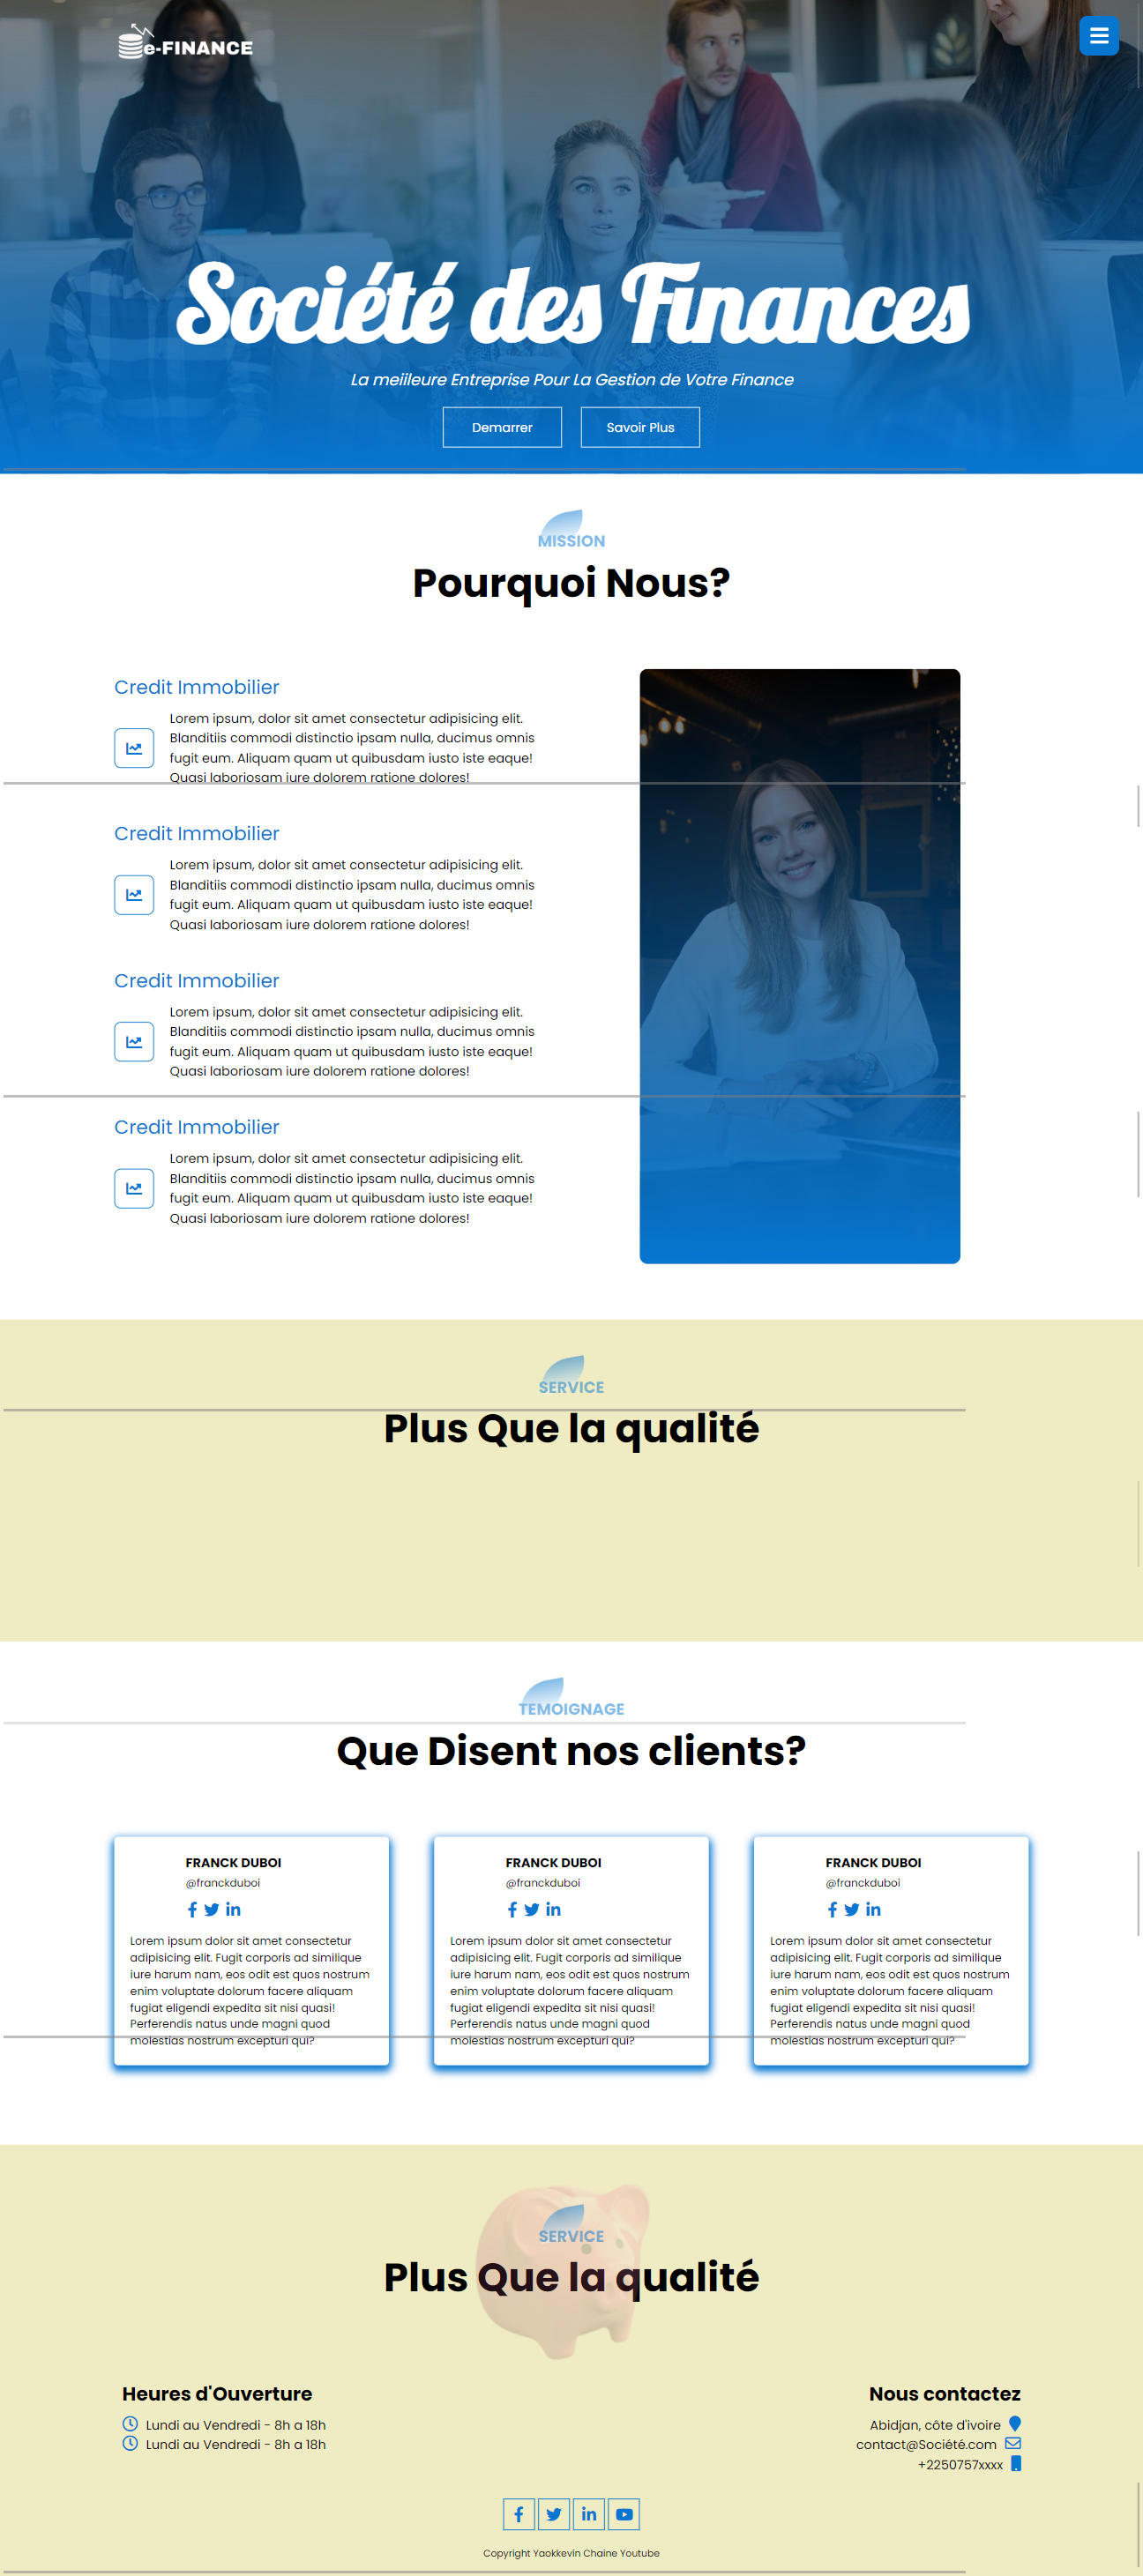 e-FINANCE
Société des Finances
La meiileure Entreprise Pour La Gestion de Votre Finance
Demarrer
Savoir Plus
MISSION
Pourquoi Nous?
Credit Immobilier
Lorem ipsum, dolor sit amet consectetur adipisicing elit.
Blanditiis commodi distinctio ipsam nulla, ducimus omnis
fugit eum. Aliquam quam ut quibusdam iusto iste eaque!
Quasi laboriosam iure dolorem ratione dolores!
Credit Immobilier
Lorem ipsum, dolor sit amet consectetur adipisicing elit.
Blanditiis commodi distinctio ipsam nulla, ducimus omnis
fugit eum. Aliquam quam ut quibusdam iusto iste eaque!
Quasi laboriosam iure dolorem ratione dolores!
Credit Immobilier
Lorem ipsum, dolor sit amet consectetur adipisicing elit.
Blanditiis commodi distinctio ipsam nulla, ducimus omnis
fugit eum. Aliquam quam ut quibusdam iusto iste eaque!
Quasi laboriosam iure dolorem ratione dolores!
Credit Immobilier
Lorem ipsum, dolor sit amet consectetur adipisicing elit.
Blanditiis commodi distinctio ipsam nulla, ducimus omnis
fugit eum. Aliquam quam ut quibusdam iusto iste eaque!
Quasi laboriosam iure dolorem ratione dolores!
SERVICE
Plus Que la qualité
TEMOIGNAGE
Que Disent nos clients?
FRANCK DUBOI
@franckduboi
Lorem ipsum dolor sit amet consectetur
adipisicing elit. Fugit corporis ad similique
iure harum nam, eos odit est quos nostrum
enim voluptate dolorum facere aliquam
fugiat eligendi expedita sit nisi quasi!
Perferendis natus unde magni quod
molestias nostrum excepturi qui?
FRANCK DUBOI
@franckduboi
Lorem ipsum dolor sit amet consectetur
adipisicing elit. Fugit corporis ad similique
iure harum nam, eos odit est quos nostrum
enim voluptate dolorum facere aliquam
fugiat eligendi expedita sit nisi quasi!
Perferendis natus unde magni quod
molestias nostrum excepturi qui?
FRANCK DUBOI
@franckduboi
Lorem ipsum dolor sit amet consectetur
adipisicing elit. Fugit corporis ad similique
iure harum nam, eos odit est quos nostrum
enim voluptate dolorum facere aliquam
fugiat eligendi expedita sit nisi quasi!
Perferendis natus unde magni quod
molestias nostrum excepturi qui?
SERVICE
Plus Que la qualité
Heures d'Ouverture
Lundi au Vendredi - 8h a 18h
Lundi au Vendredi - 8h a 18h
Nous contactez
Abidjan, côte d'ivoire
contact@Société.com
+2250757xxxx
Copyright Yaokkevin Chaine Youtube